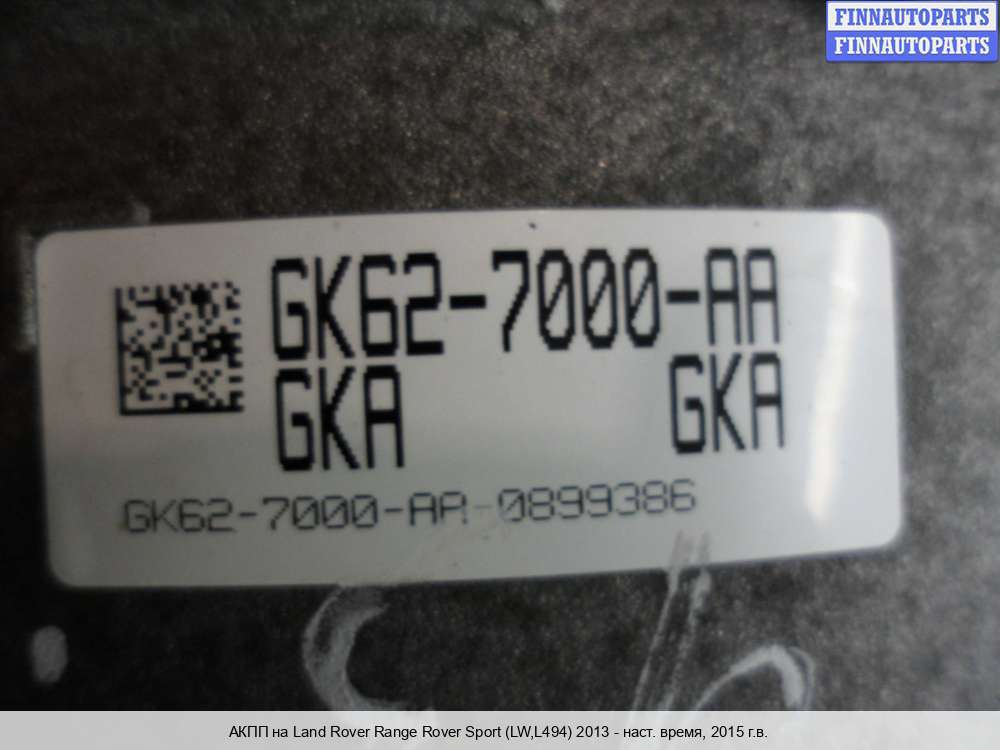 FINNAUTOPARTS
FINNAUTOPARTS
GK62-7000-AA
GKA GKA
GK62-7000-AA-0899386
АКПП на Land Rover Range Rover Sport (LW,L494) 2013 - наст. время, 2015 г.в.